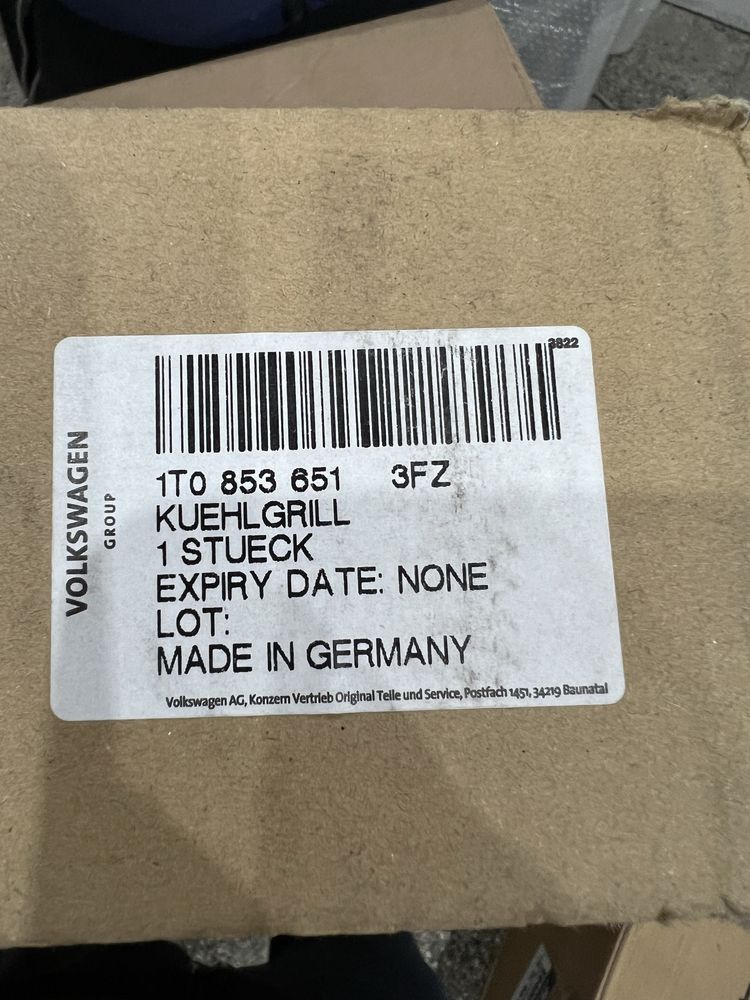 3822
1T0 853 651 3FZ
KUEHLGRILL
1 STUECK
EXPIRY DATE: NONE
LOT:
MADE IN GERMANY
Volkswagen AG, Konzern Vertrieb Original Teile und Service, Postfach 1451, 34219 Baunatal
VOLKSWAGEN
GROUP